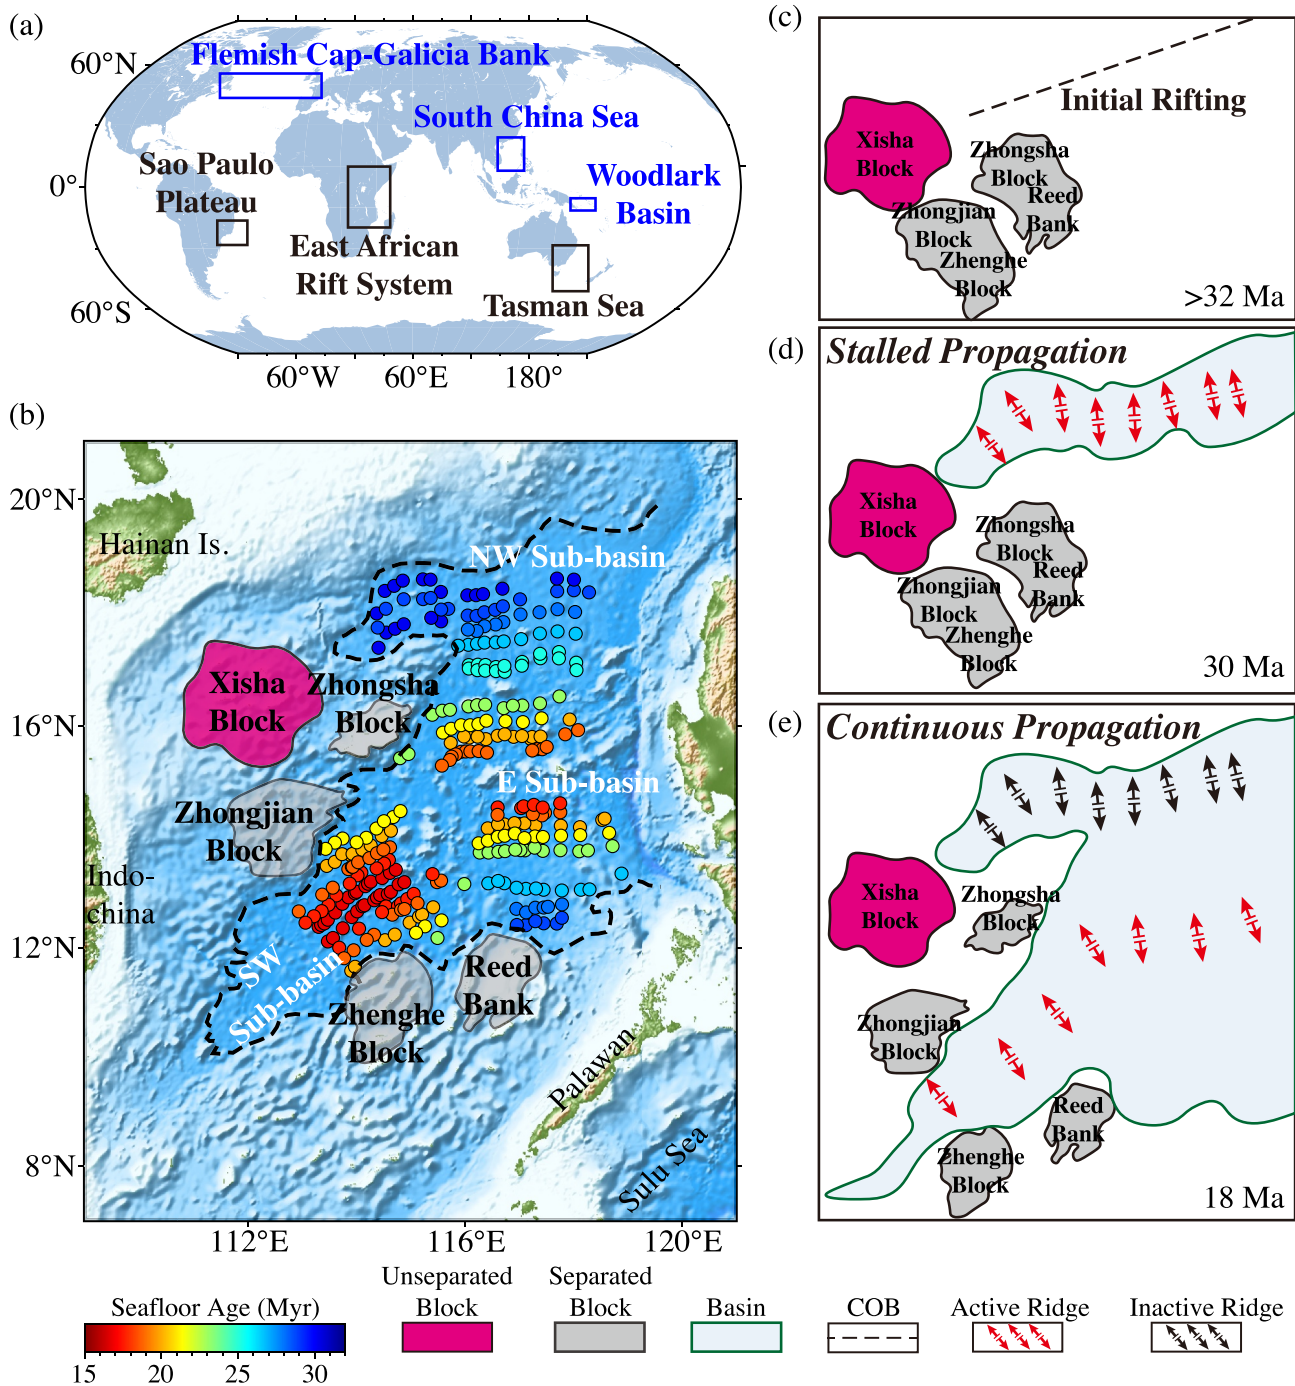 (a)
60°N
0°
60°S
Flemish Cap-Galicia Bank
South China Sea
Sao Paulo
Plateau
Woodlark
Basin
East African
Rift System
Tasman Sea
60°W
60°E
180°
(b)
20°N
16°N
12°N
8°N
Hainan Is.
NW Sub-basin
Xisha
Block
Zhongsha
Block
E Sub-basin
Zhongjian
Block
Indo-
china
SW
Sub-basin
Zhenghe
Block
Reed
Bank
Palawan
Sulu Sea
112°E
116°E
120°E
(c)
Initial Rifting
Xisha
Block
Zhongsha
Block
Reed
Bank
Zhongjian
Block
Zhenghe
Block
>32 Ma
(d)
Stalled Propagation
Xisha
Block
Zhongsha
Block
Reed
Bank
Zhongjian
Block
Zhenghe
Block
30 Ma
(e)
Continuous Propagation
Xisha
Block
Zhongsha
Block
Zhongjian
Block
Reed
Bank
Zhenghe
Block
18 Ma
Seafloor Age (Myr)
15
20
25
30
Unseparated
Block
Separated
Block
Basin
COB
Active Ridge
Inactive Ridge